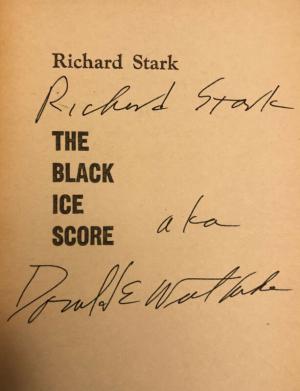 Richard Stark
Richard Stark
THE
BLACK
ICE
SCORE
aka
Donald E Westlake